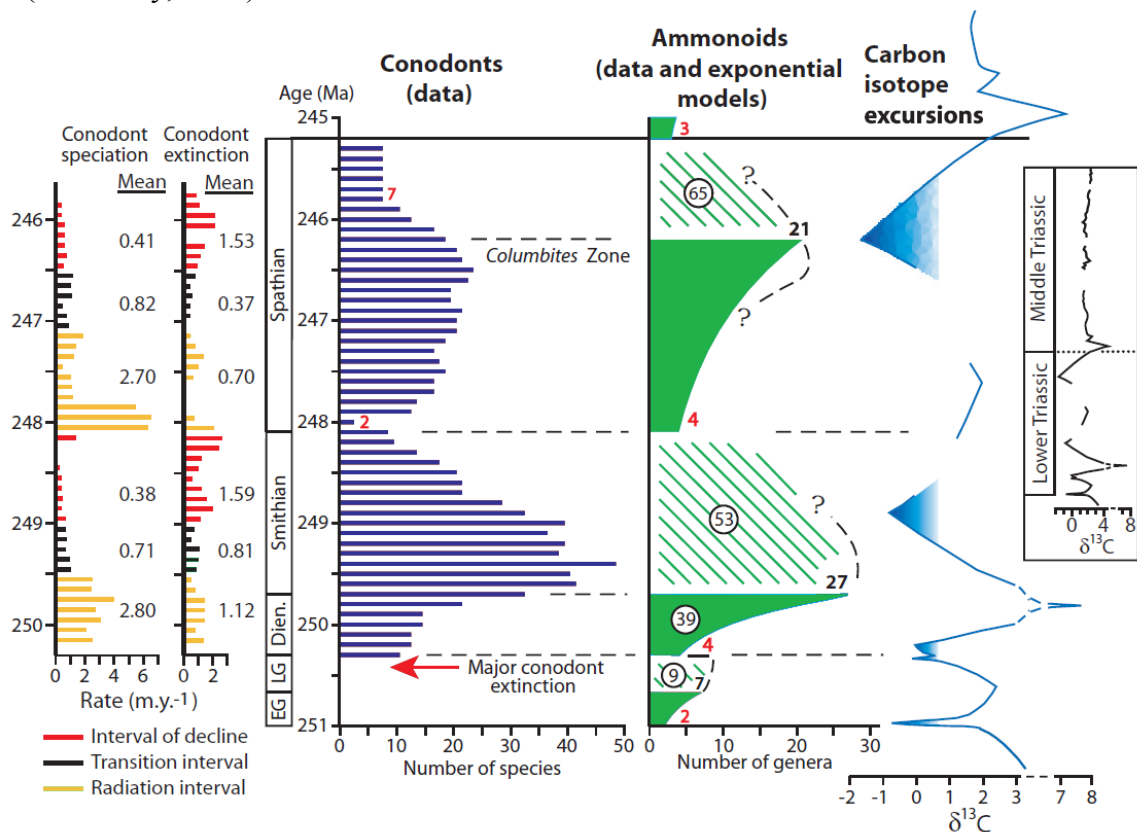 Conodonts
(data)
Ammonoids
(data and exponential
models)
Carbon
isotope
excursions
Age (Ma)
Conodont
speciation
Conodont
extinction
Mean
Mean
245
246
247
248
249
250
251
246
247
248
249
250
0.41
0.82
2.70
0.38
0.71
2.80
1.53
0.37
0.70
1.59
0.81
1.12
Spathian
Smithian
Dien.
LG
EG
7
2
Columbites Zone
Major conodont
extinction
3
65
?
21
?
4
53
?
27
39
4
9
7
2
Middle Triassic
Lower Triassic
0 4 8
δ13C
0 2 4 6
0 2
Rate (m.y.-1)
Interval of decline
Transition interval
Radiation interval
0 10 20 30 40 50
Number of species
0 10 20 30
Number of genera
-2 -1 0 1 2 3 7 8
δ13C